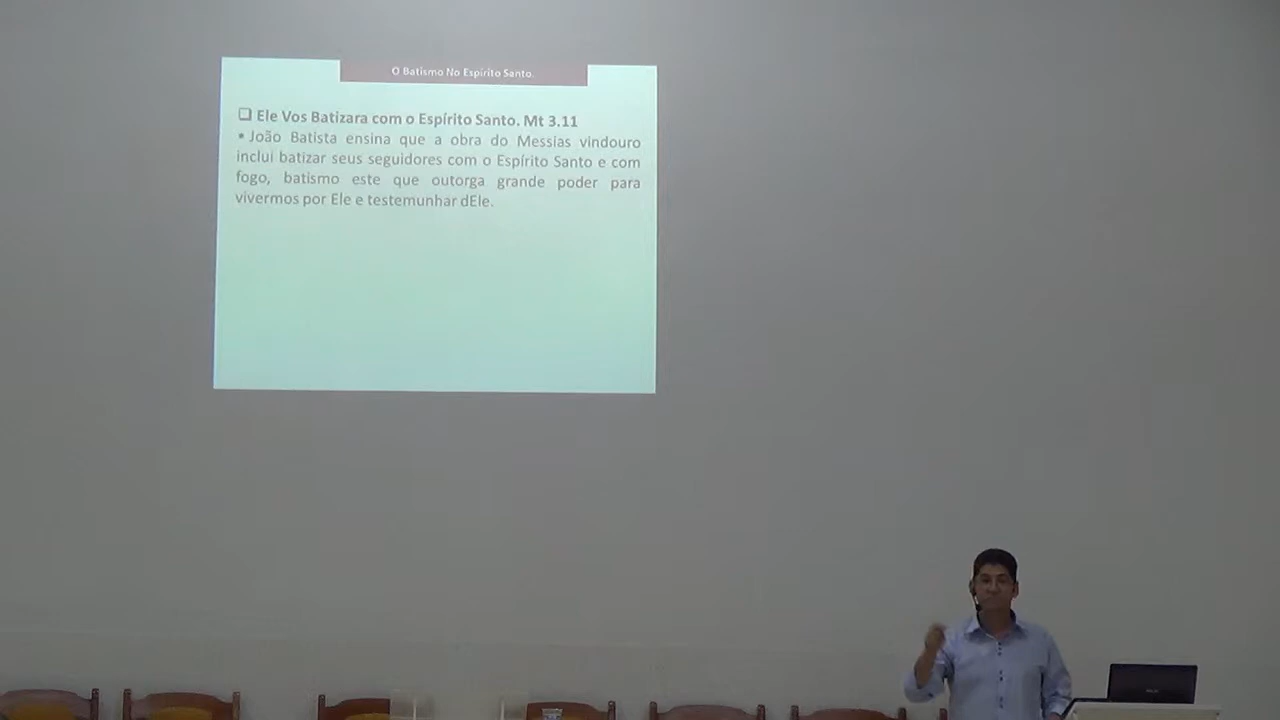 O Batismo No Espírito Santo.
Ele Vos Batizara com o Espírito Santo. Mt 3.11
• João Batista ensina que a obra do Messias vindouro
inclui batizar seus seguidores com o Espírito Santo e com
fogo, batismo este que outorga grande poder para
vivermos por Ele e testemunhar dEle.